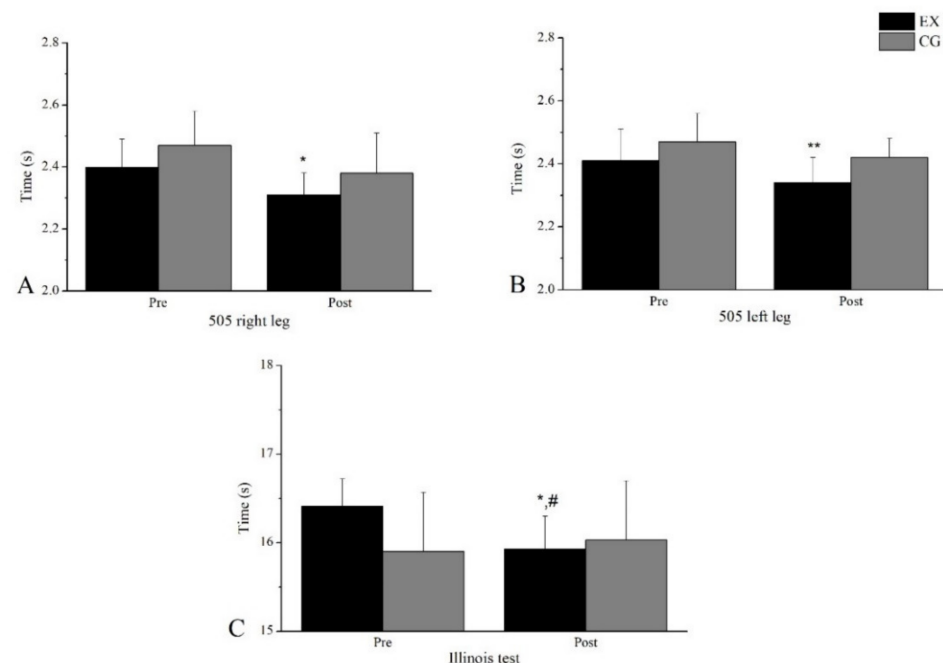 EX
CG
2.8
2.6
2.4
2.2
2.0
Time (s)
*
A
Pre
Post
505 right leg
2.8
2.6
2.4
2.2
2.0
Time (s)
**
B
Pre
Post
505 left leg
18
17
16
15
Time (s)
*,#
C
Pre
Post
Illinois test